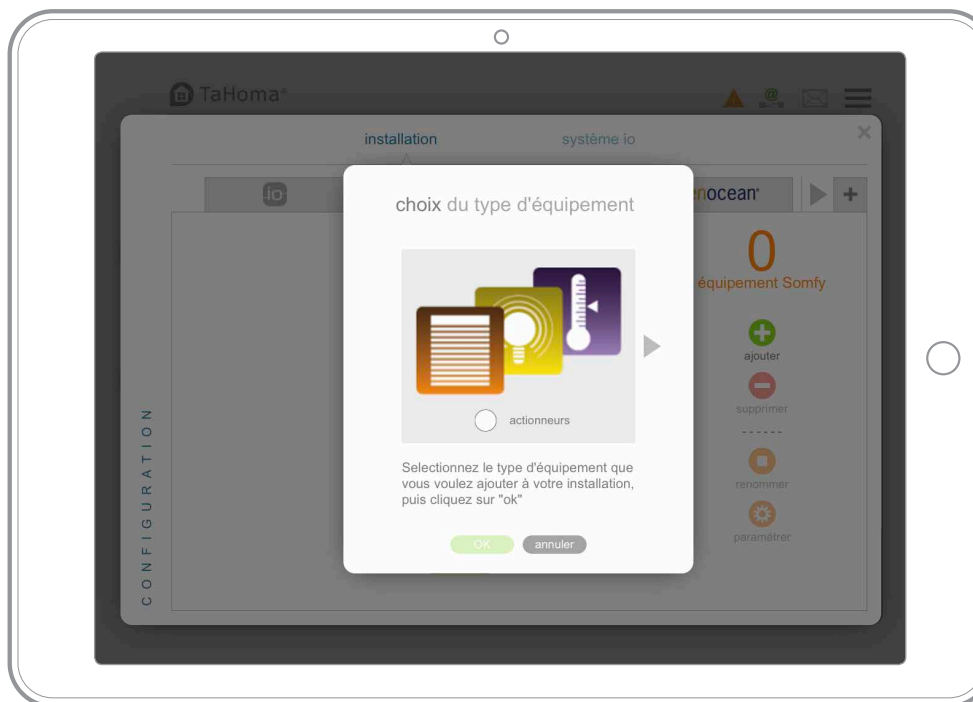 TaHoma®
@
installation
système io
io
enocean®
choix du type d'équipement
actionneurs
Selectionnez le type d'équipement que
vous voulez ajouter à votre installation,
puis cliquez sur "ok"
OK
annuler
0
équipement Somfy
ajouter
supprimer
renommer
paramétrer
CONFIGURATION